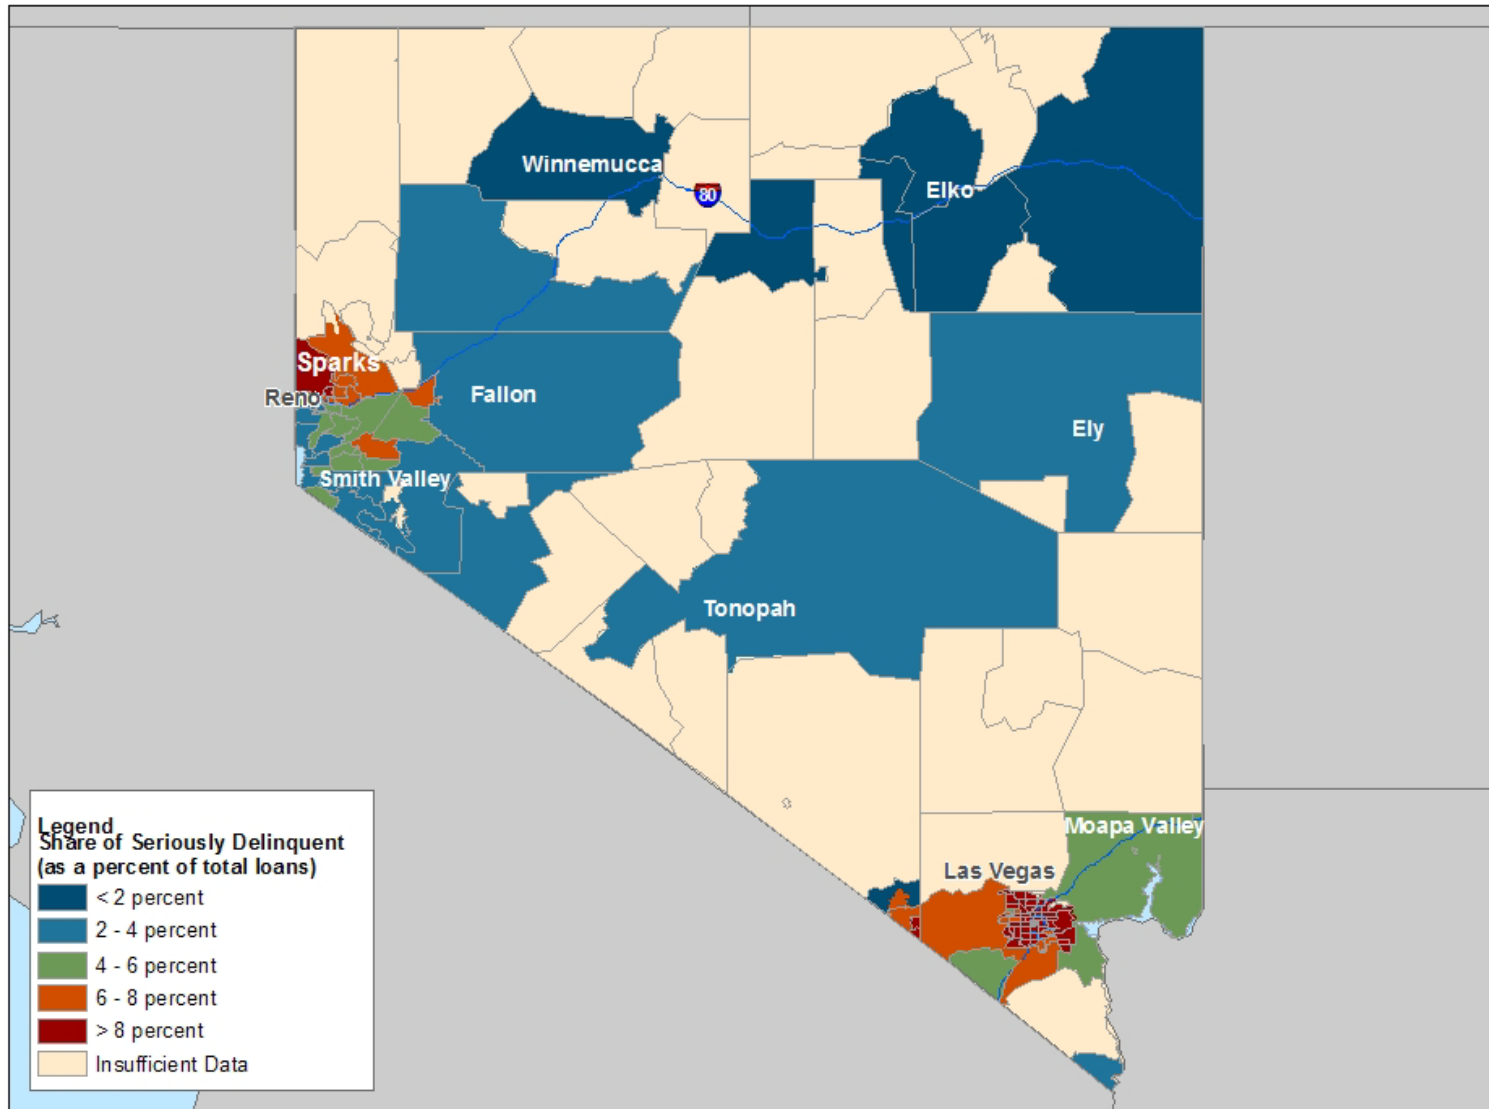 Winnemucca
80
Elko
Sparks
Reno
Fallon
Ely
Smith Valley
Tonopah
Moapa Valley
Las Vegas
Legend
Share of Seriously Delinquent
(as a percent of total loans)
< 2 percent
2 - 4 percent
4 - 6 percent
6 - 8 percent
> 8 percent
Insufficient Data